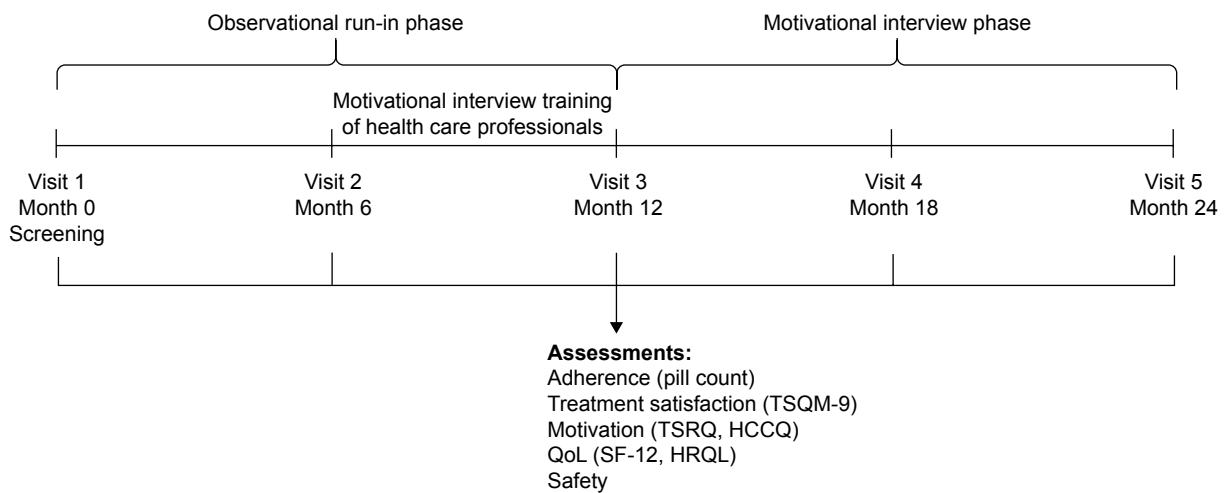 Observational run-in phase
Motivational interview phase
Motivational interview training
of health care professionals
Visit 1
Month 0
Screening
Visit 2
Month 6
Visit 3
Month 12
Visit 4
Month 18
Visit 5
Month 24
Assessments:
Adherence (pill count)
Treatment satisfaction (TSQM-9)
Motivation (TSRQ, HCCQ)
QoL (SF-12, HRQL)
Safety